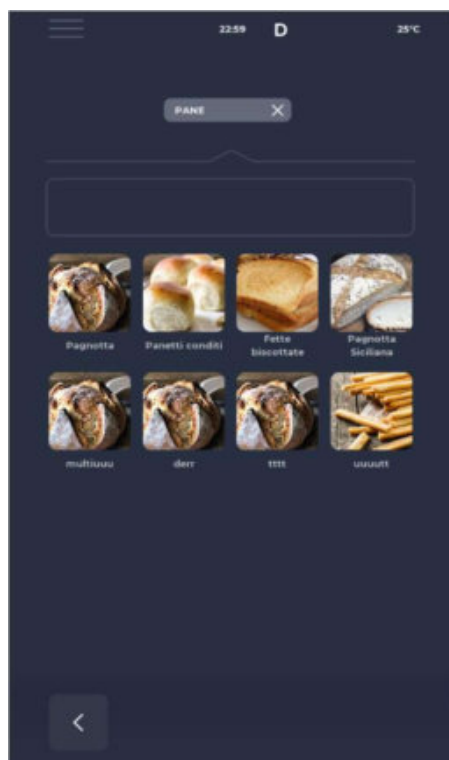 22:59 D 25°C
PANE
Pagnotta Panetti conditi Fette biscottate Pagnotta Siciliana
multiuuu derr tttt uuuutt